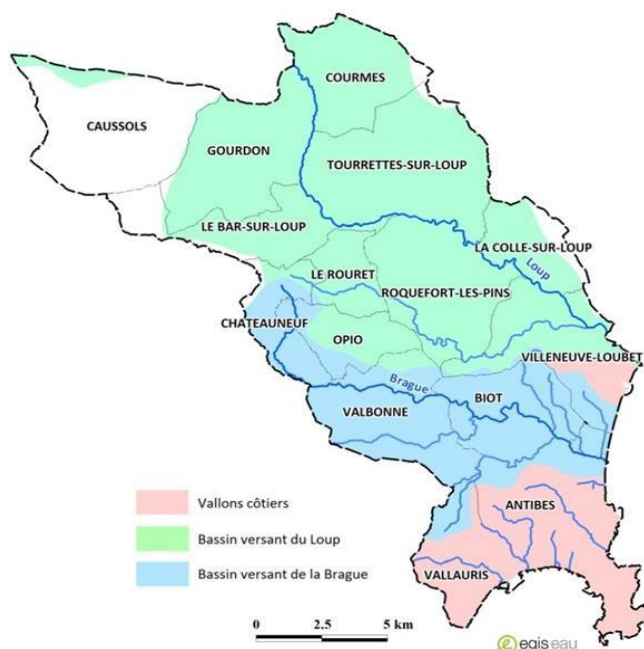 COURMES
CAUSSOLS
GOURDON
TOURRETTES-SUR-LOUP
LE BAR-SUR-LOUP
LA COLLE-SUR-LOUP
Loup
LE ROURET
ROQUEFORT-LES-PINS
CHATEAUNEUF
OPIO
VILLENEUVE-LOUBET
Brague
VALBONNE
BIOT
Vallons côtiers
ANTIBES
Bassin versant du Loup
Bassin versant de la Brague
VALLAURIS
0 2.5 5 km
egis eau